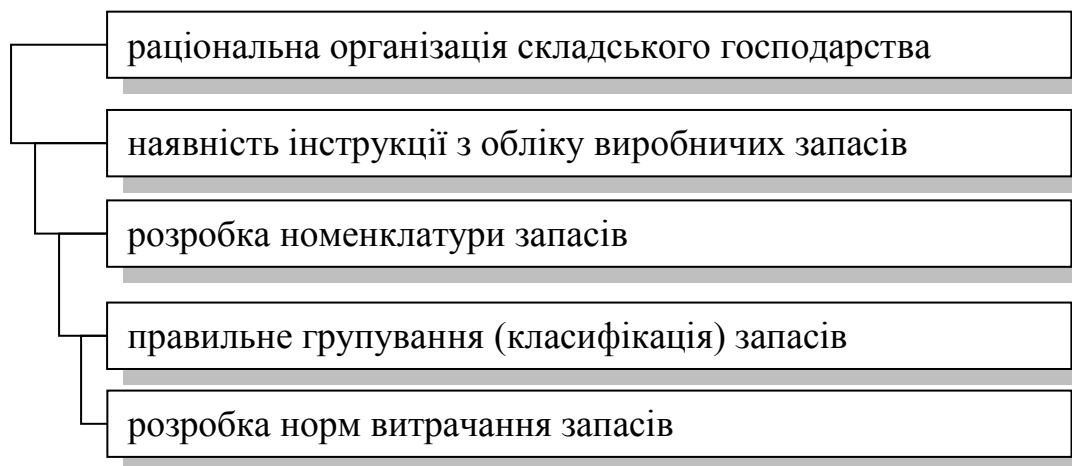 раціональна організація складського господарства
наявність інструкції з обліку виробничих запасів
розробка номенклатури запасів
правильне групування (класифікація) запасів
розробка норм витрачання запасів